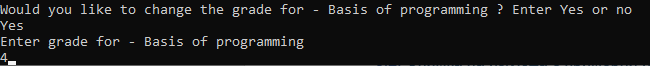 Would you like to change the grade for - Basis of programming ? Enter Yes or no
Yes
Enter grade for - Basis of programming
4